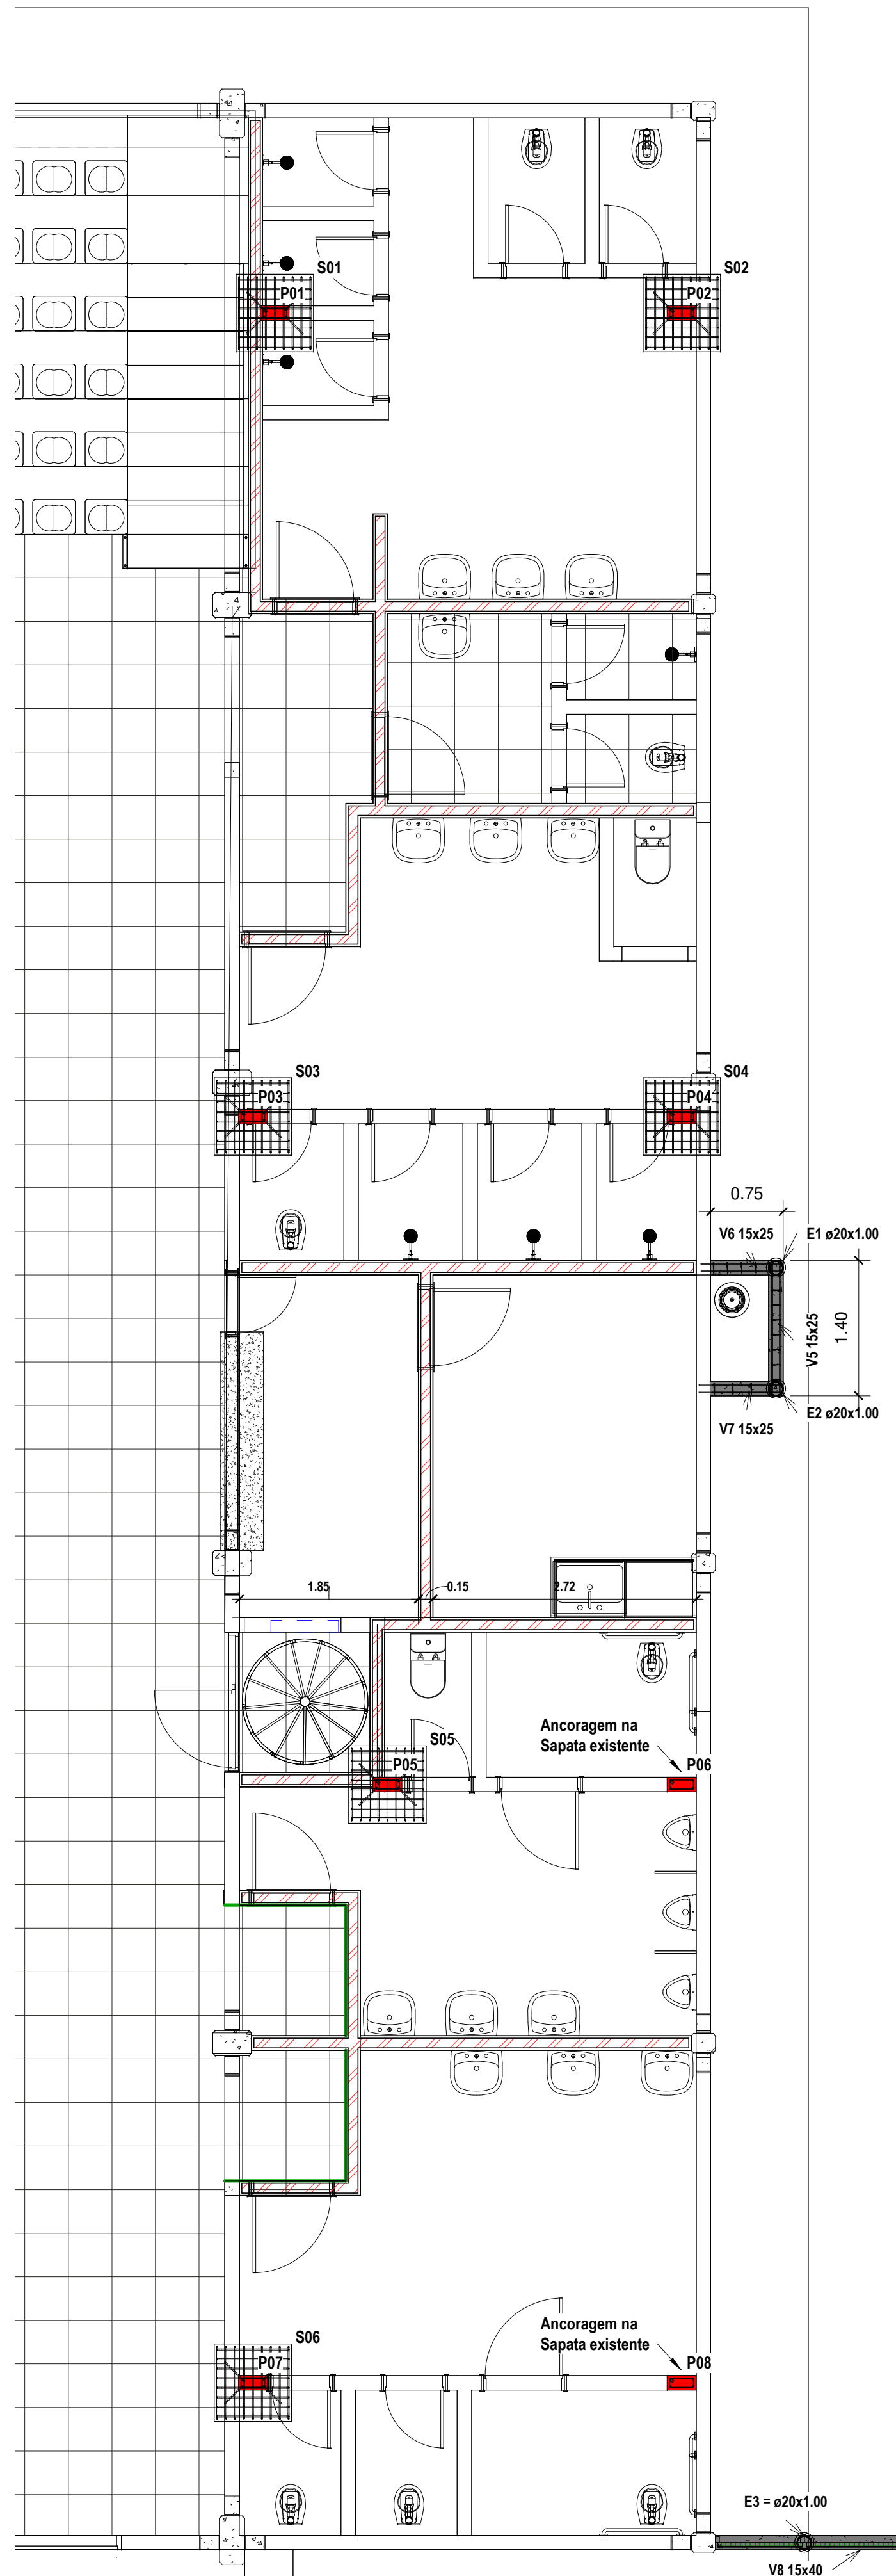 S01
S02
P01
P02
S03
S04
P03
P04
0.75
V6 15x25
E1 ø20x1.00
V5 15x25
1.40
E2 ø20x1.00
V7 15x25
1.85
0.15
2.72
Ancoragem na
Sapata existente
S05
P05
P06
Ancoragem na
Sapata existente
S06
P07
P08
E3 = ø20x1.00
V8 15x40